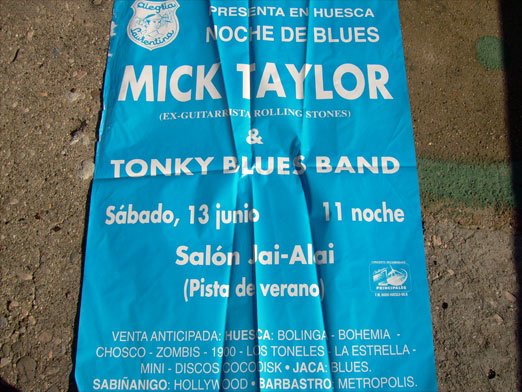 Alegría
Laurentina
PRESENTA EN HUESCA
NOCHE DE BLUES
MICK TAYLOR
(EX-GUITARRISTA ROLLING STONES)
&
TONKY BLUES BAND
Sábado, 13 junio 11 noche
Salón Jai-Alai
(Pista de verano)
PRINCIPALES
VENTA ANTICIPADA: HUESCA: BOLINGA - BOHEMIA -
CHOSCO - ZOMBIS - 1900 - LOS TONELES - LA ESTRELLA -
MINI - DISCOS COCODISK • JACA: BLUES.
SABIÑANIGO: HOLLYWOOD • BARBASTRO: METROPOLIS.